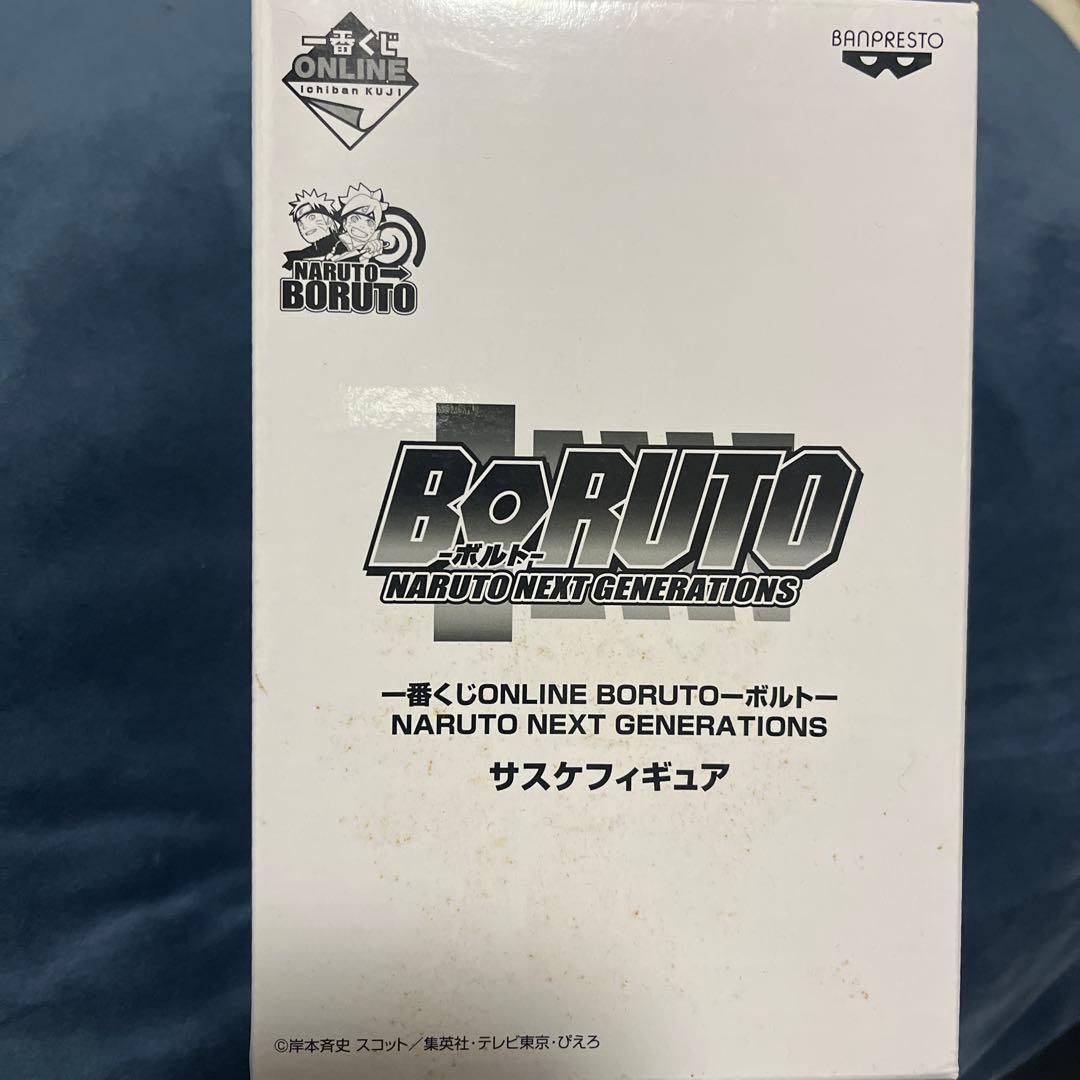 一番くじ
ONLINE
Ichiban KUJI
BANPRESTO
NARUTO→
BORUTO
BORUTO
-ボルト-
NARUTO NEXT GENERATIONS
一番くじONLINE BORUTOーボルトー
NARUTO NEXT GENERATIONS
サスケフィギュア
©岸本斉史 スコット／集英社・テレビ東京・ぴえろ